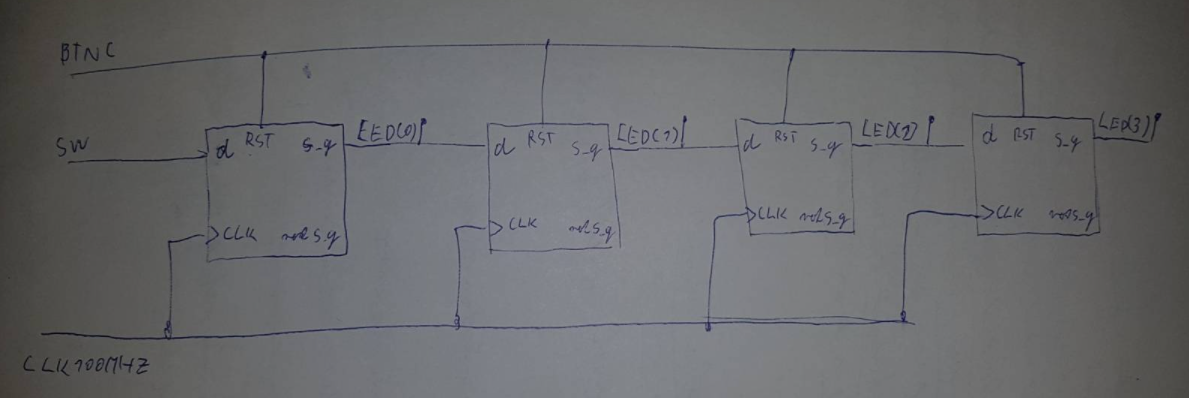 BTNC
SW
d RST s_q
CLK not s_q
LED(0)
d RST s_q
CLK not s_q
LED(1)
d RST s_q
CLK not s_q
LED(2)
d RST s_q
CLK not s_q
LED(3)
CLK100MHZ